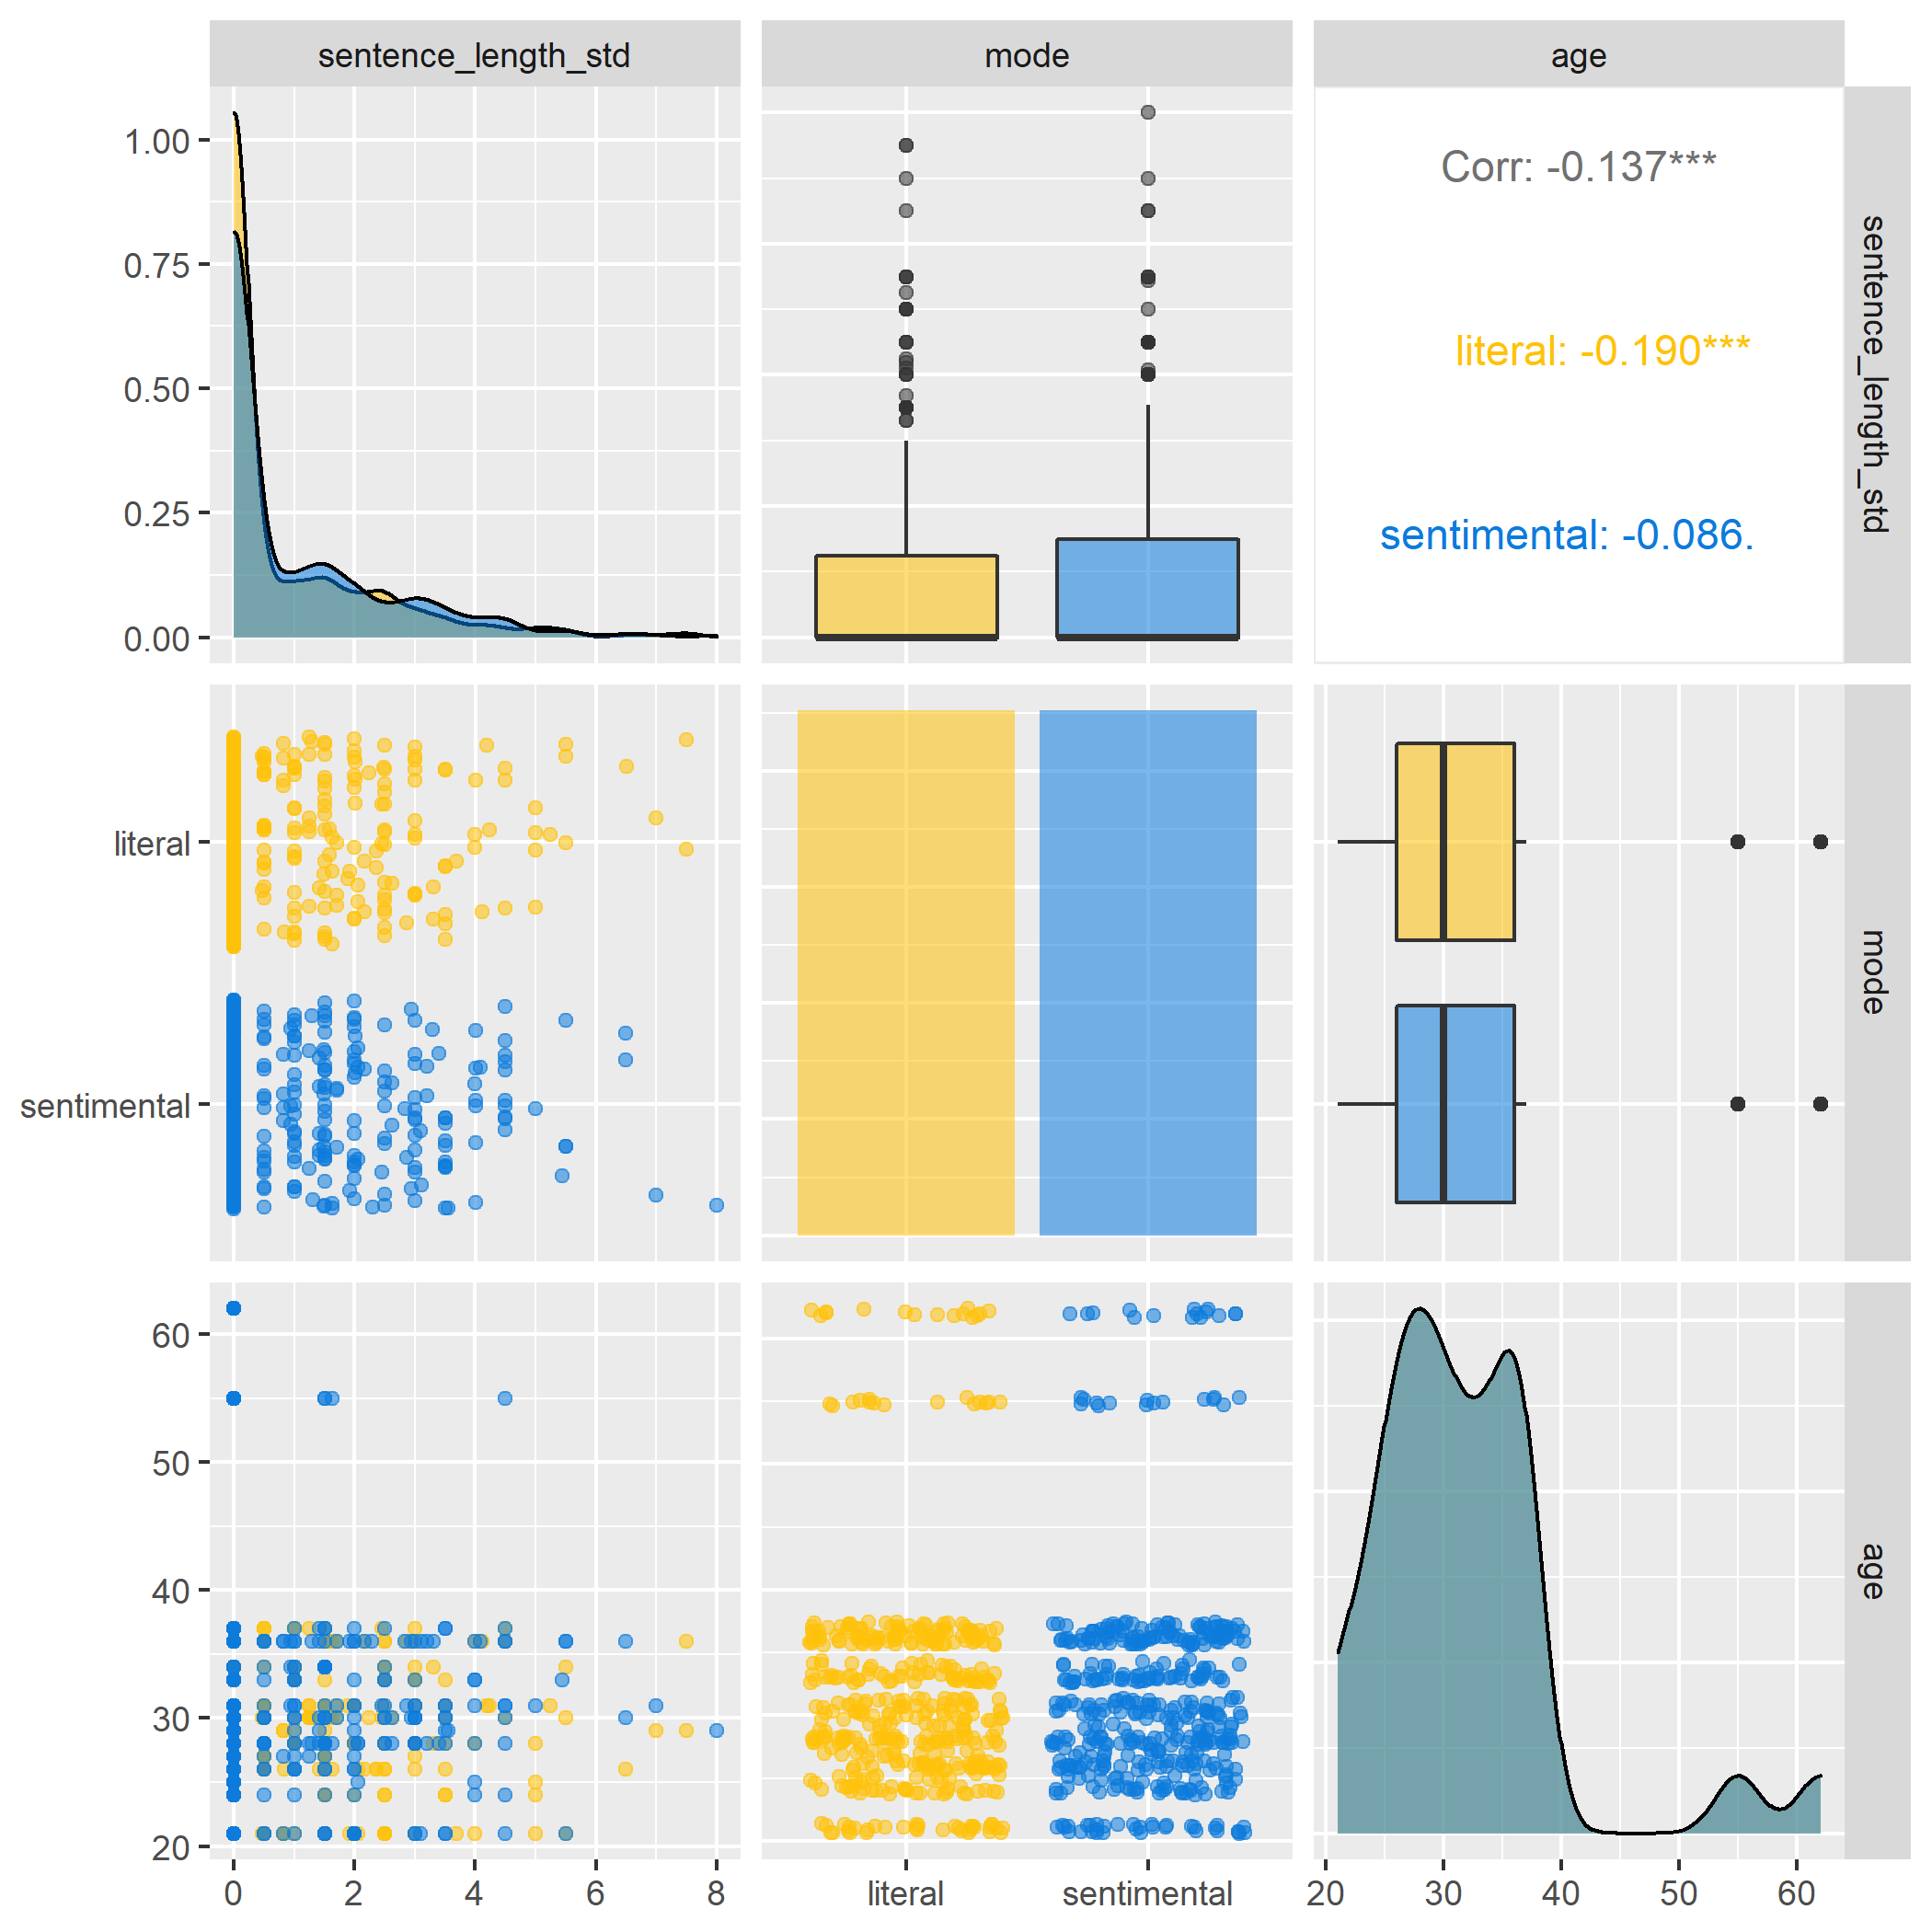 sentence_length_std
mode
age
1.00
0.75
0.50
0.25
0.00
Corr: -0.137***
literal: -0.190***
sentimental: -0.086.
sentence_length_std
literal
sentimental
mode
60
50
40
30
20
age
0 2 4 6 8
literal sentimental
20 30 40 50 60